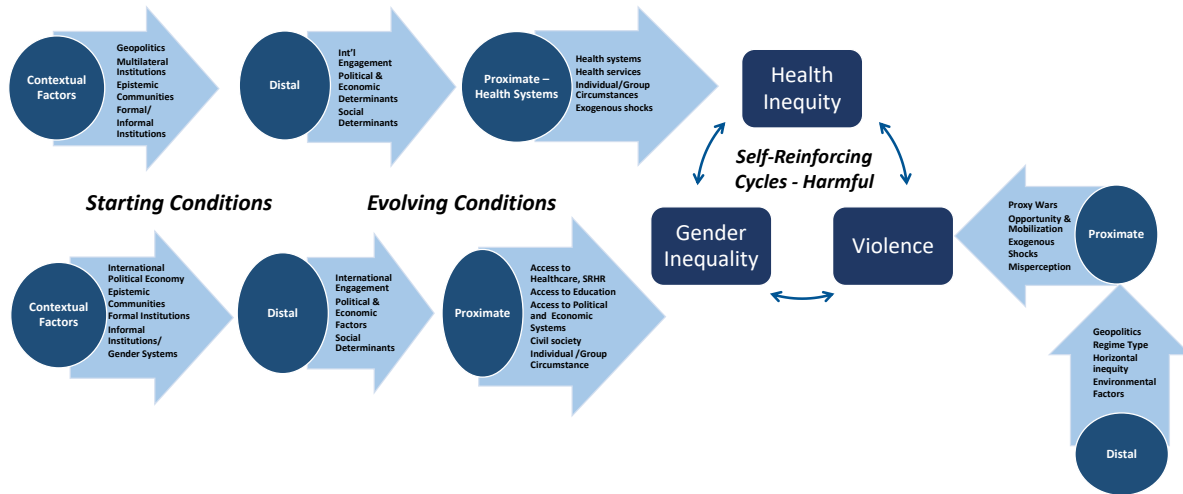 Contextual
Factors
Geopolitics
Multilateral
Institutions
Epistemic
Communities
Formal/
Informal
Institutions
Distal
Int'l
Engagement
Political &
Economic
Determinants
Social
Determinants
Proximate –
Health Systems
Health systems
Health services
Individual/Group
Circumstances
Exogenous shocks
Health
Inequity
Self-Reinforcing
Cycles - Harmful
Starting Conditions
Evolving Conditions
Gender
Inequality
Violence
Proxy Wars
Opportunity &
Mobilization
Exogenous
Shocks
Misperception
Proximate
Contextual
Factors
International
Political Economy
Epistemic
Communities
Formal Institutions
Informal
Institutions/
Gender Systems
Distal
International
Engagement
Political &
Economic
Factors
Social
Determinants
Proximate
Access to
Healthcare, SRHR
Access to Education
Access to Political
and Economic
Systems
Civil society
Individual /Group
Circumstance
Geopolitics
Regime Type
Horizontal
inequity
Environmental
Factors
Distal